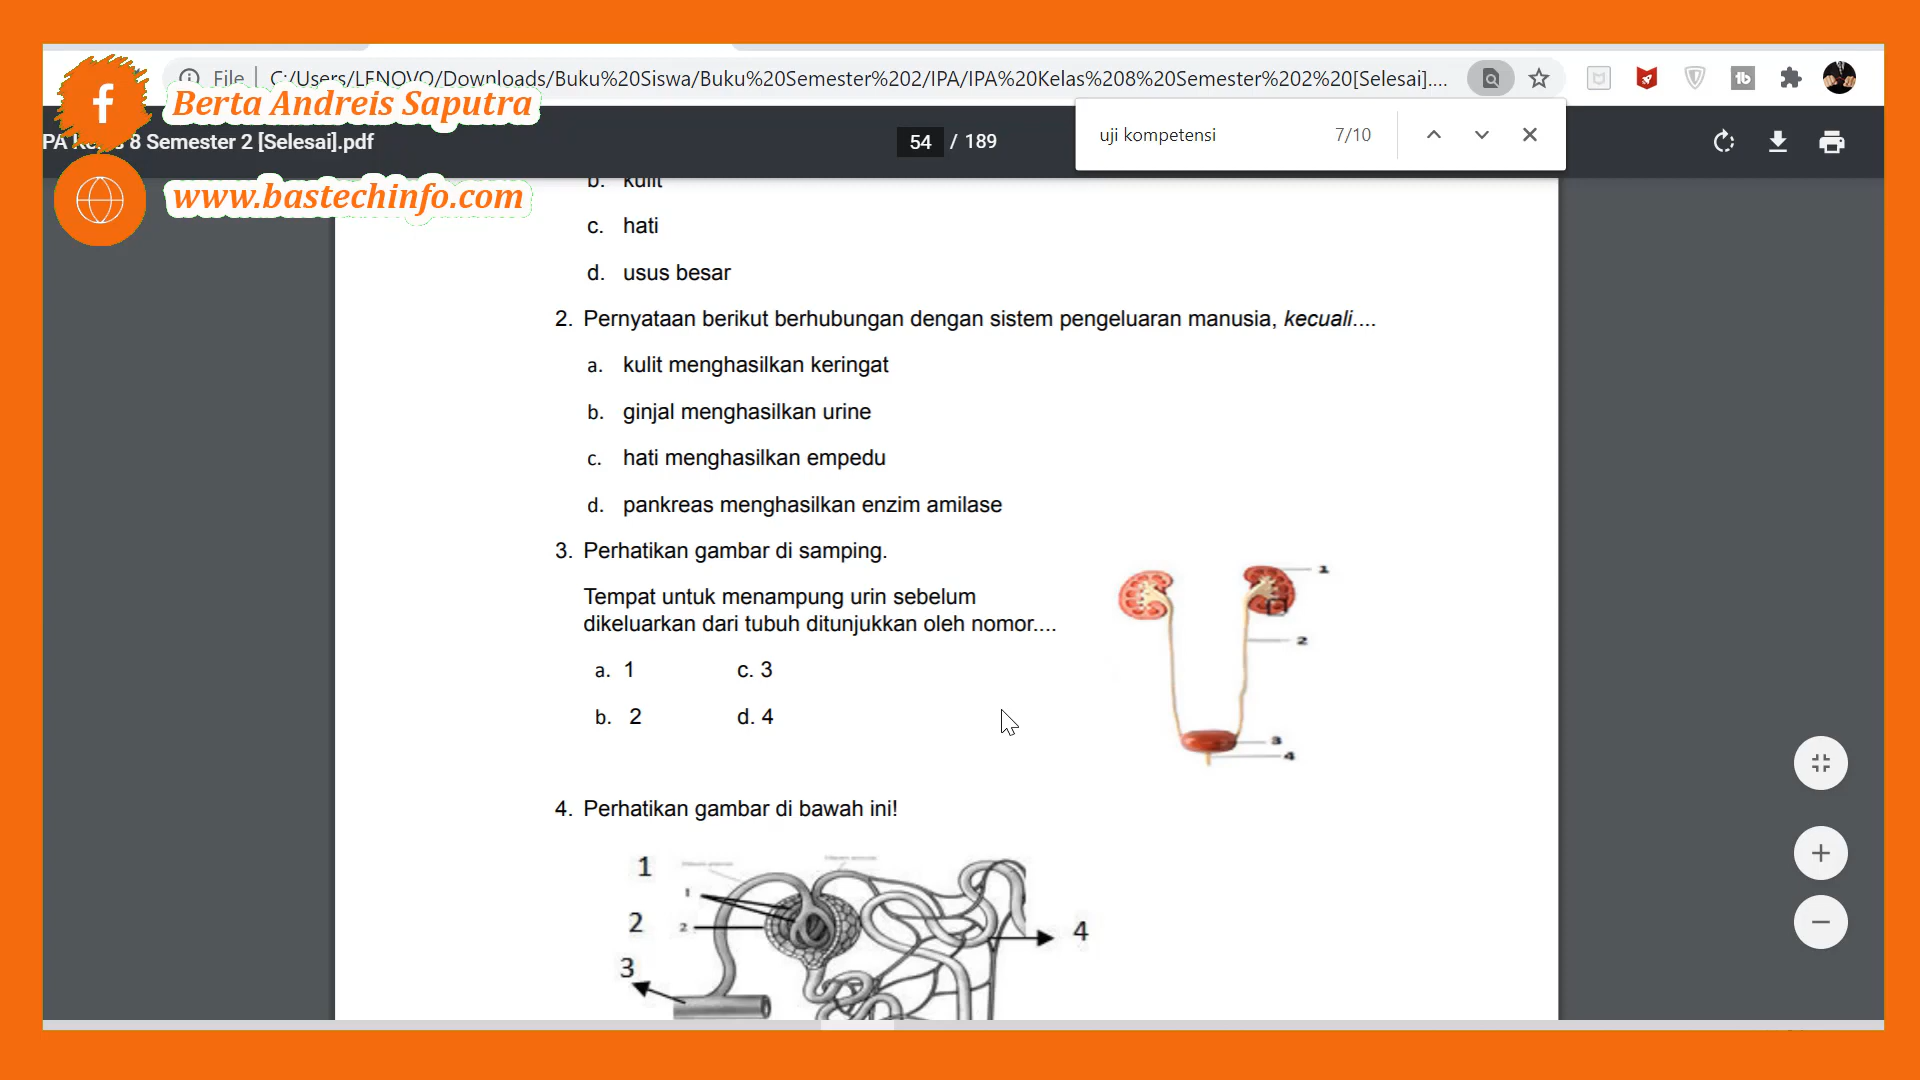 File | C:/Users/LENOVO/Downloads/Buku%20Siswa/Buku%20Semester%202/IPA/IPA%20Kelas%208%20Semester%202%20[Selesai]....
f Berta Andreis Saputra
8 Semester 2 [Selesai].pdf
54 / 189
uji kompetensi 7/10
www.bastechinfo.com
b. kulit
c. hati
d. usus besar
2. Pernyataan berikut berhubungan dengan sistem pengeluaran manusia, kecuali....
a. kulit menghasilkan keringat
b. ginjal menghasilkan urine
c. hati menghasilkan empedu
d. pankreas menghasilkan enzim amilase
3. Perhatikan gambar di samping.
Tempat untuk menampung urin sebelum
dikeluarkan dari tubuh ditunjukkan oleh nomor....
a. 1 c. 3
b. 2 d. 4
1
2
3
4
4. Perhatikan gambar di bawah ini!
1
1
2
2
3
4